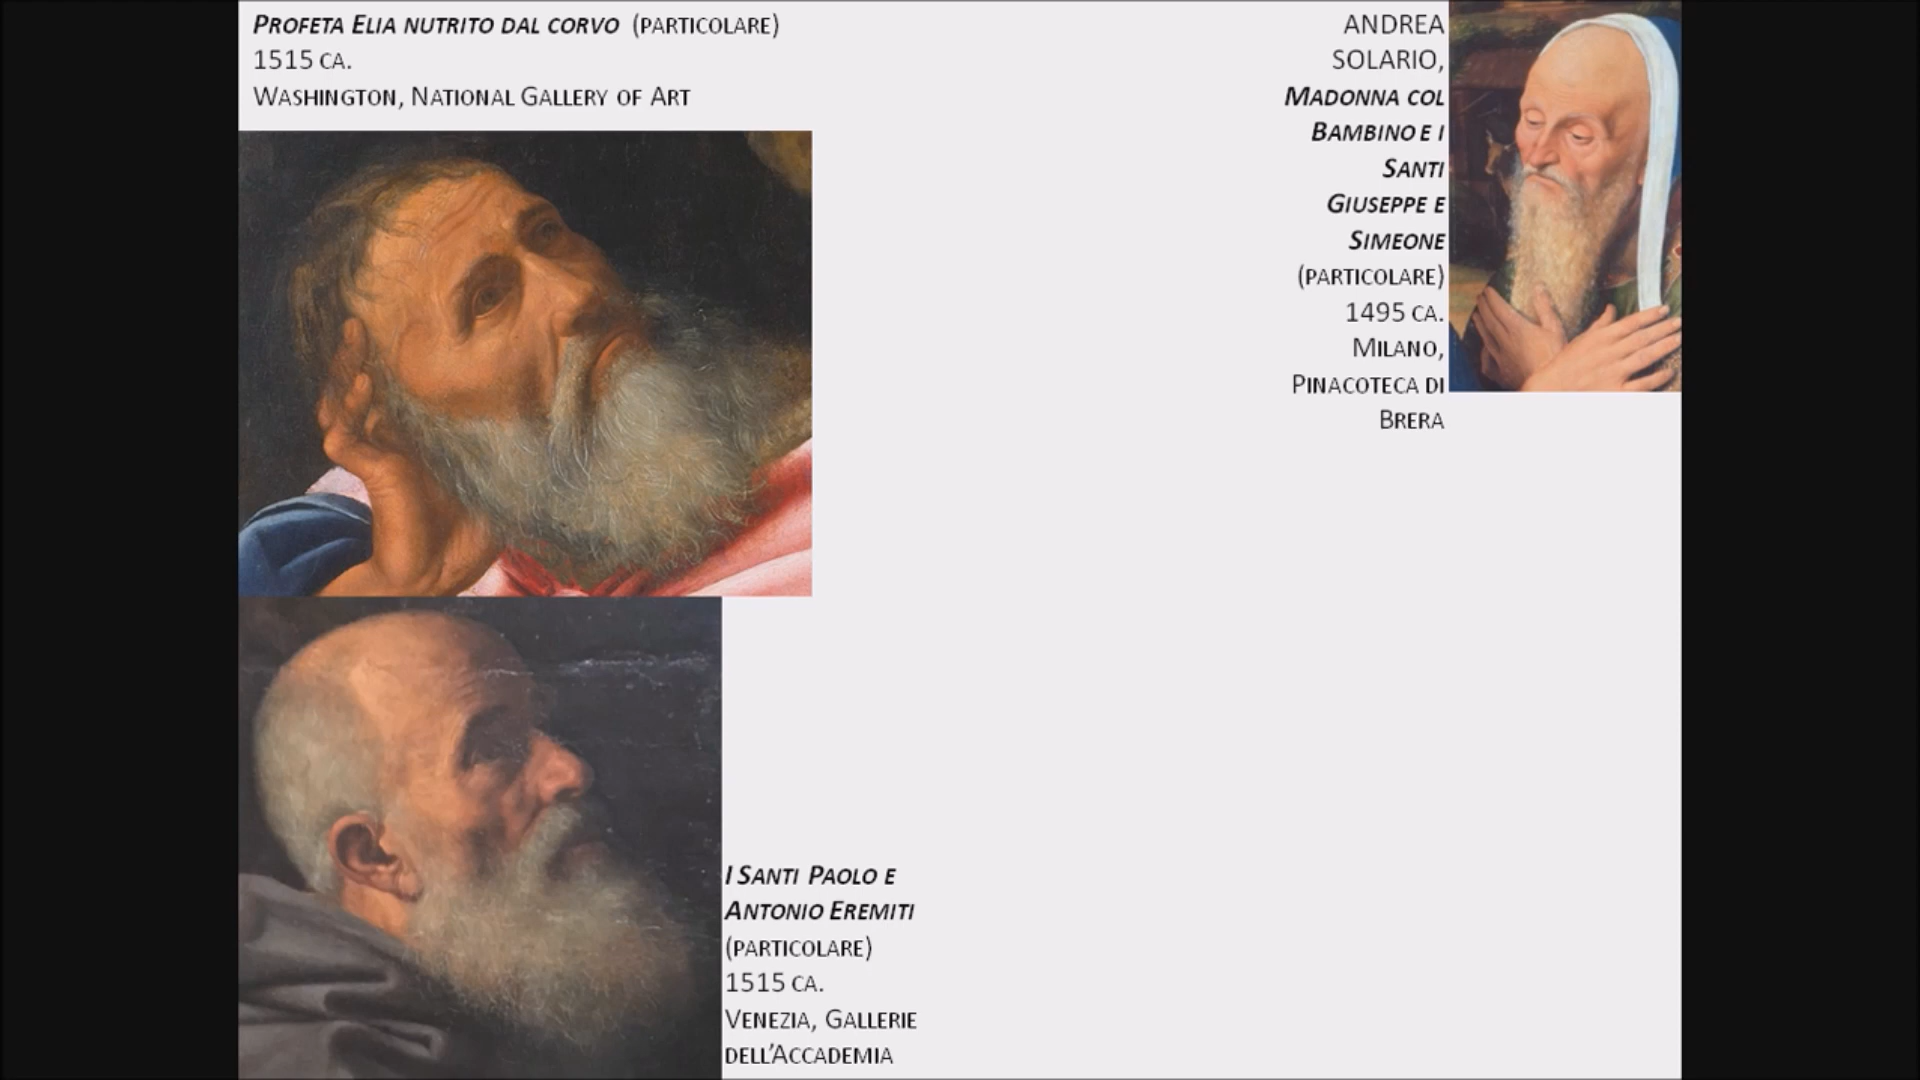 PROFETA ELIA NUTRITO DAL CORVO (PARTICOLARE)
1515 CA.
WASHINGTON, NATIONAL GALLERY OF ART
ANDREA
SOLARIO,
MADONNA COL
BAMBINO E I
SANTI
GIUSEPPE E
SIMEONE
(PARTICOLARE)
1495 CA.
MILANO,
PINACOTECA DI
BRERA
I SANTI PAOLO E
ANTONIO EREMITI
(PARTICOLARE)
1515 CA.
VENEZIA, GALLERIE
DELL'ACCADEMIA